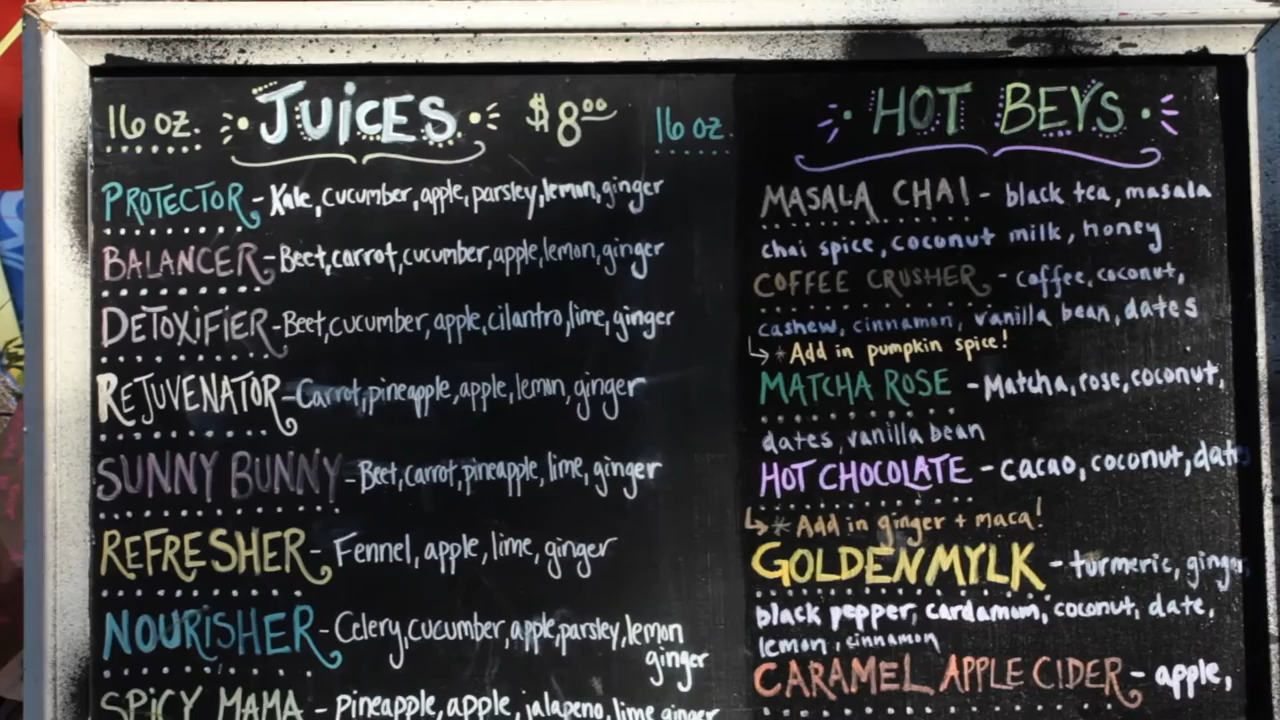 16 OZ. JUICES $8.00
PROTECTOR - Kale, cucumber, apple, parsley, lemon, ginger
BALANCER - Beet, carrot, cucumber, apple, lemon, ginger
DETOXIFIER - Beet, cucumber, apple, cilantro, lime, ginger
REJUVENATOR - Carrot, pineapple, apple, lemon, ginger
SUNNY BUNNY - Beet, carrot, pineapple, lime, ginger
REFRESHER - Fennel, apple, lime, ginger
NOURISHER - Celery, cucumber, apple, parsley, lemon
ginger
SPICY MAMA - Pineapple, apple, jalapeno, lime ginger
16 OZ. HOT BEVS
MASALA CHAI - black tea, masala
chai spice, coconut milk, honey
COFFEE CRUSHER - coffee, coconut,
cashew, cinnamon, vanilla bean, dates
* Add in pumpkin spice!
MATCHA ROSE - Matcha, rose, coconut,
dates, vanilla bean
HOT CHOCOLATE - cacao, coconut, dates
* Add in ginger + maca!
GOLDEN MYLK - turmeric, ginger
black pepper, cardamom, coconut, date,
lemon, cinnamon
CARAMEL APPLE CIDER - apple,